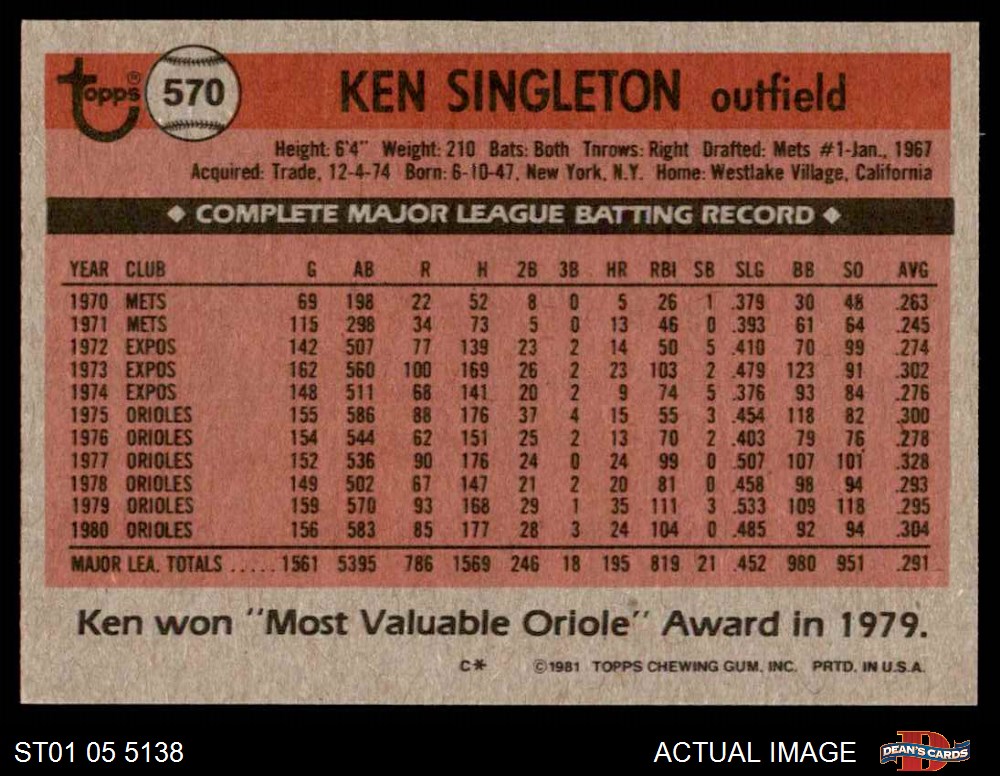 Topps® 570 KEN SINGLETON outfield
Height: 6'4" Weight: 210 Bats: Both Throws: Right Drafted: Mets #1-Jan., 1967
Acquired: Trade, 12-4-74 Born: 6-10-47, New York, N.Y. Home: Westlake Village, California
◆ COMPLETE MAJOR LEAGUE BATTING RECORD ◆
YEAR CLUB G AB R H 2B 3B HR RBI SB SLG BB SO AVG
1970 METS 69 198 22 52 8 0 5 26 1 .379 30 48 .263
1971 METS 115 298 34 73 5 0 13 46 0 .393 61 64 .245
1972 EXPOS 142 507 77 139 23 2 14 50 5 .410 70 99 .274
1973 EXPOS 162 560 100 169 26 2 23 103 2 .479 123 91 .302
1974 EXPOS 148 511 68 141 20 2 9 74 5 .376 93 84 .276
1975 ORIOLES 155 586 88 176 37 4 15 55 3 .454 118 82 .300
1976 ORIOLES 154 544 62 151 25 2 13 70 2 .403 79 76 .278
1977 ORIOLES 152 536 90 176 24 0 24 99 0 .507 107 101 .328
1978 ORIOLES 149 502 67 147 21 2 20 81 0 .458 98 94 .293
1979 ORIOLES 159 570 93 168 29 1 35 111 3 .533 109 118 .295
1980 ORIOLES 156 583 85 177 28 3 24 104 0 .485 92 94 .304
MAJOR LEA. TOTALS ..... 1561 5395 786 1569 246 18 195 819 21 .452 980 951 .291
Ken won "Most Valuable Oriole" Award in 1979.
C* ©1981 TOPPS CHEWING GUM, INC. PRTD. IN U.S.A.
ST01 05 5138 ACTUAL IMAGE D DEAN'S CARDS